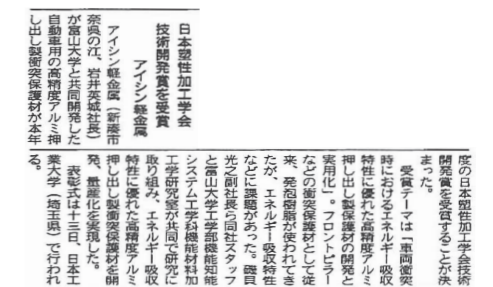 日本塑性加工学会
技術開発賞を受賞
アイシン軽金属
アイシン軽金属（新湊市
奈呉の江、岩井英城社長）
が富山大学と共同開発した
自動車用の高精度アルミ押
し出し製衝突保護材が本年
度の日本塑性加工学会技術
開発賞を受賞することが決
まった。
受賞テーマは「車両衝突
時におけるエネルギー吸収
特性に優れた高精度アルミ
押し出し製保護材の開発と
実用化」。フロントピラー
などの衝突保護材として従
来、発泡樹脂が使われてき
たが、エネルギー吸収特性
などに課題があった。礒貝
光之副社長ら同社スタッフ
と富山大学工学部機能知能
システム工学科機能材料加
工学研究室が共同で研究に
取り組み、エネルギー吸収
特性に優れた高精度アルミ
押し出し製衝突保護材を開
発、量産化を実現した。
表彰式は十三日、日本工
業大学（埼玉県）で行われ
る。